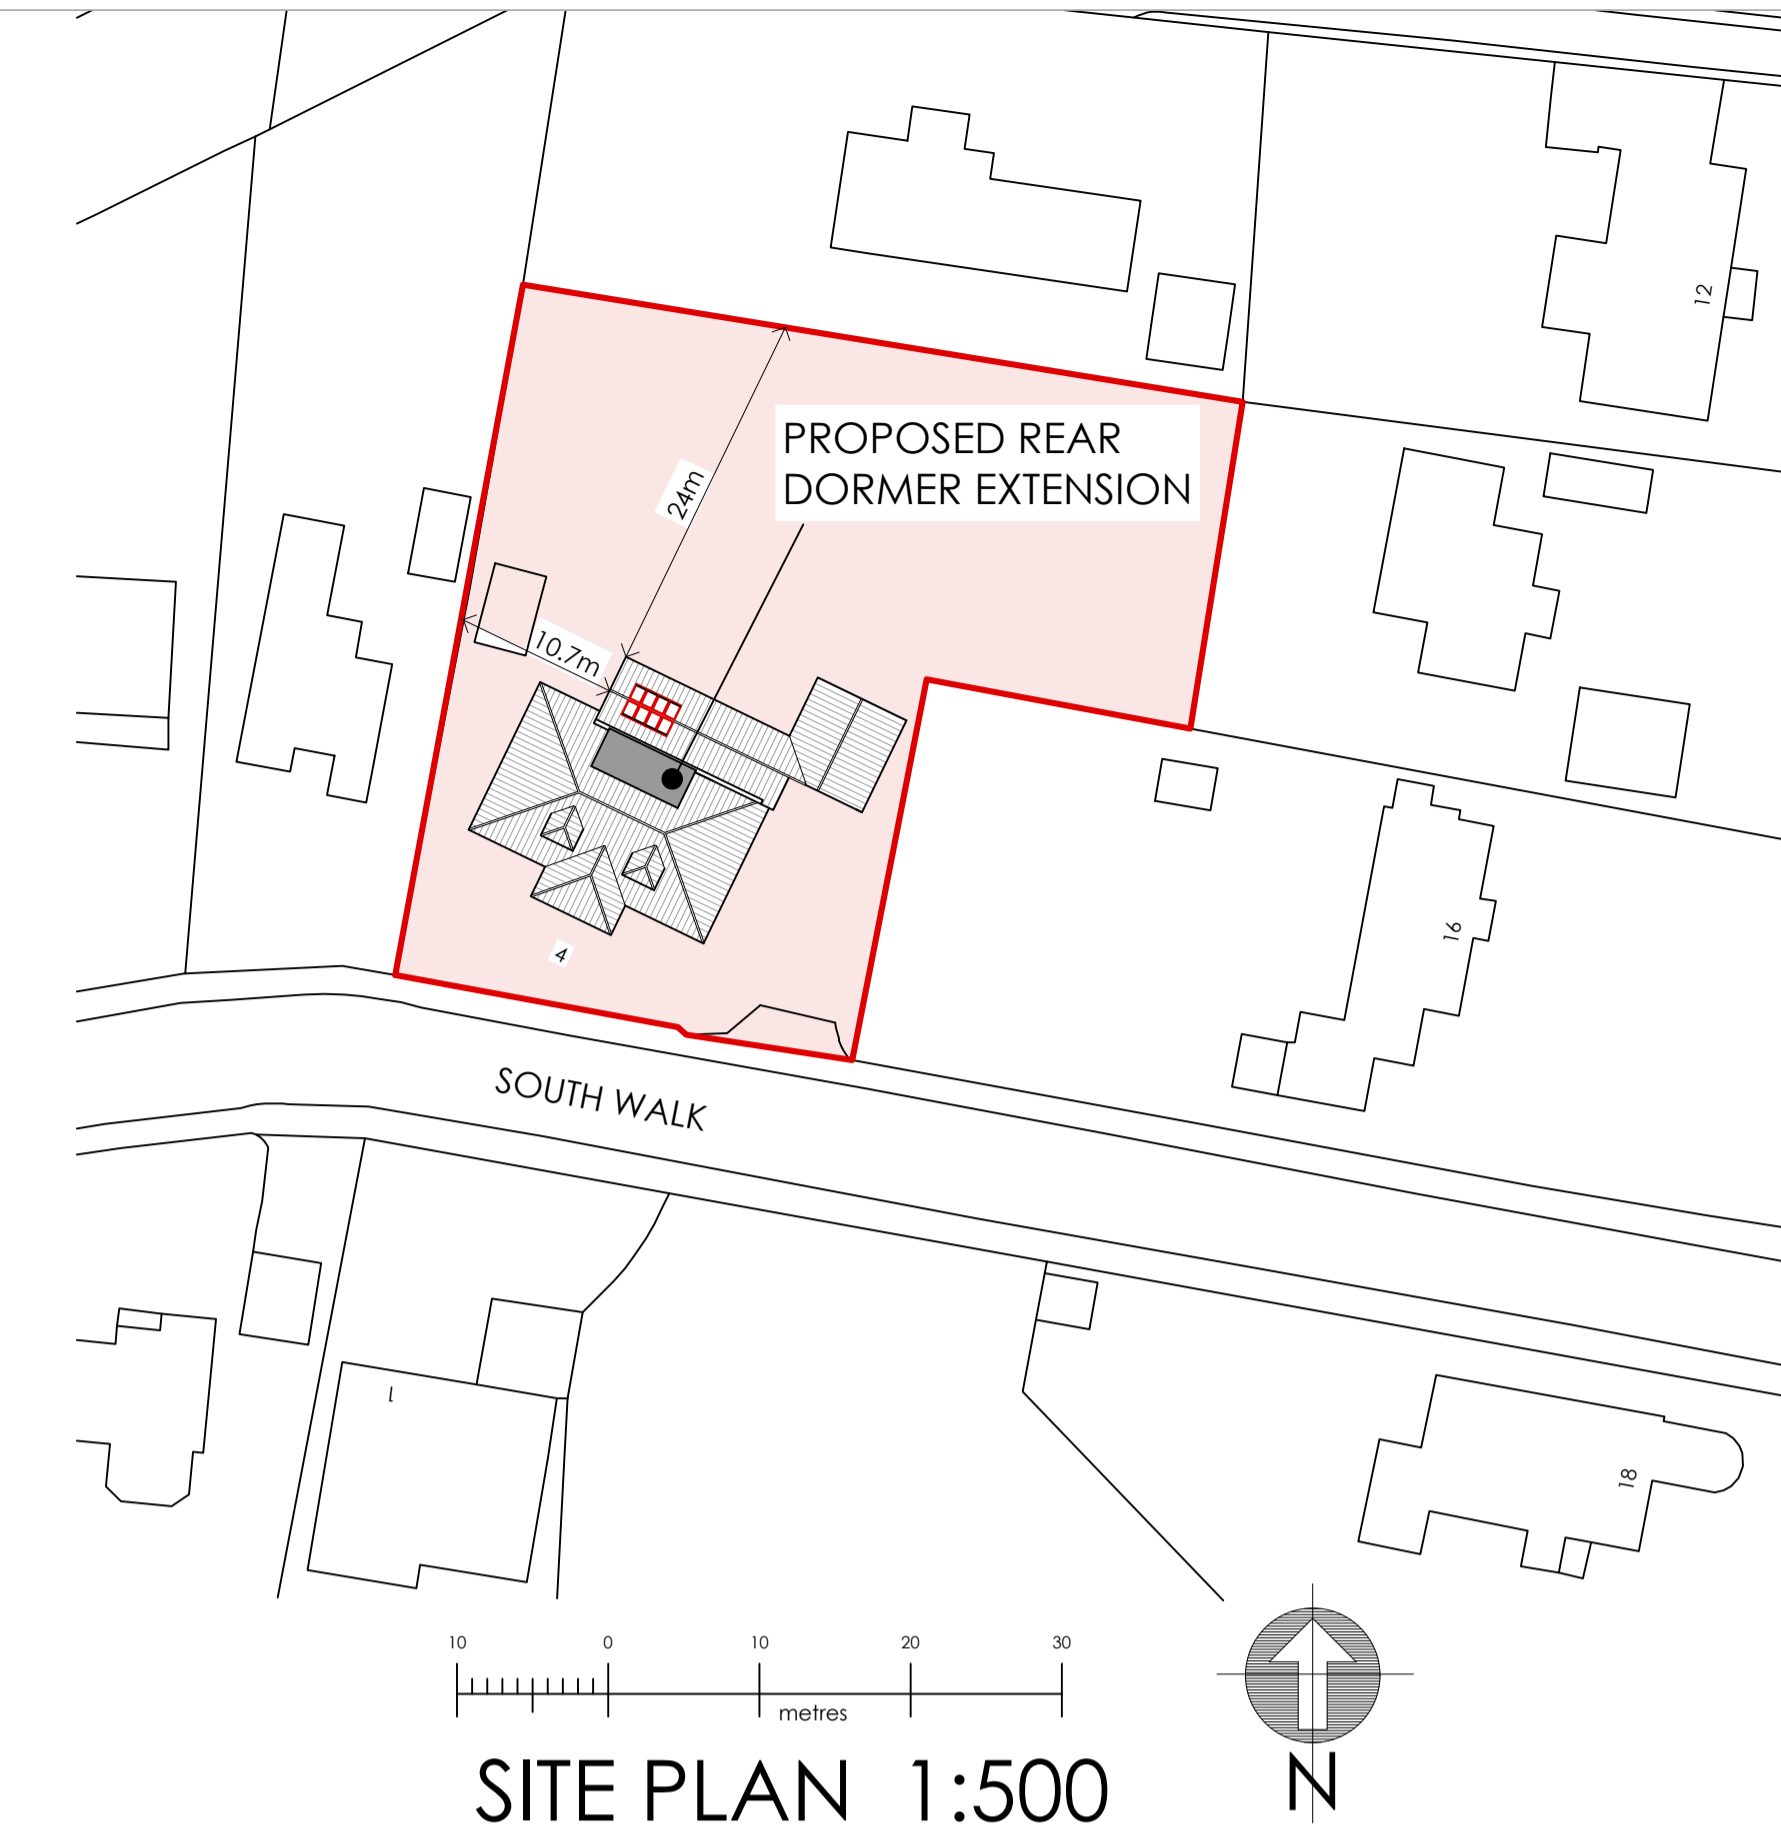 12
PROPOSED REAR
DORMER EXTENSION
24m
10.7m
16
4
SOUTH WALK
1
18
10 0 10 20 30
metres
SITE PLAN 1:500
N